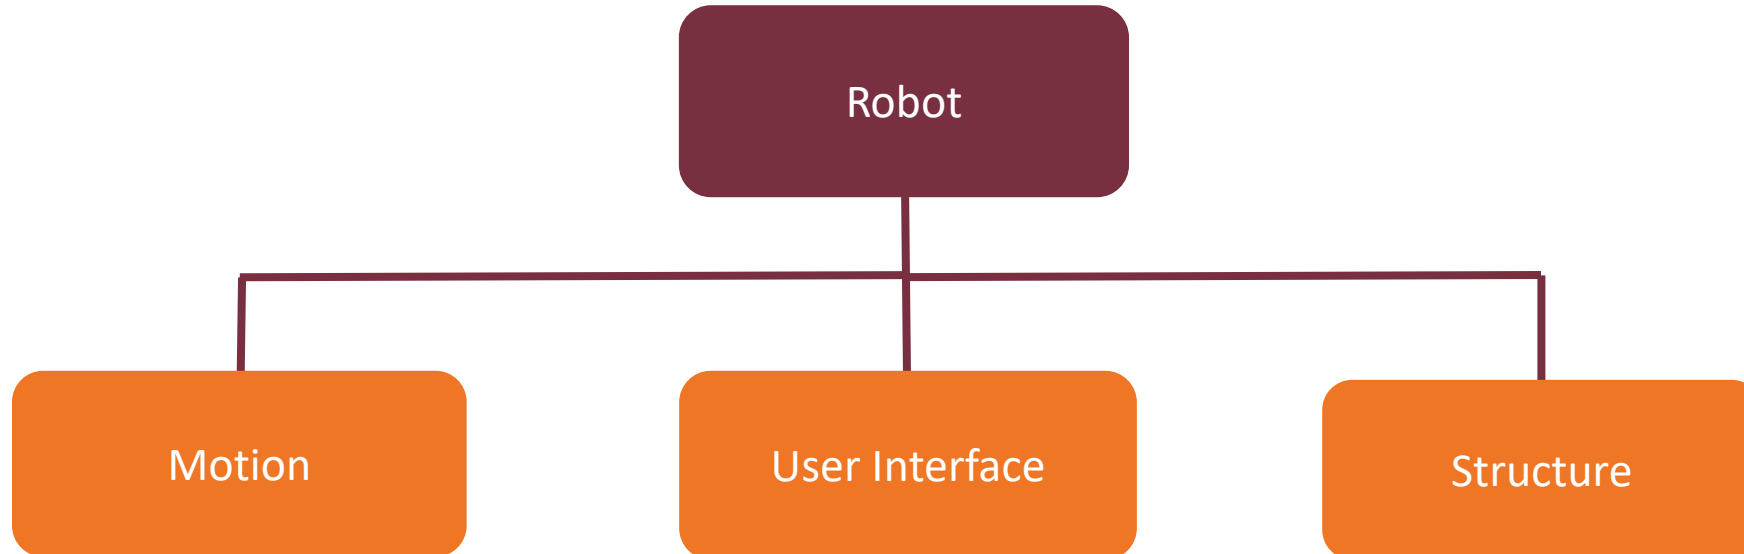 Robot
Motion
User Interface
Structure